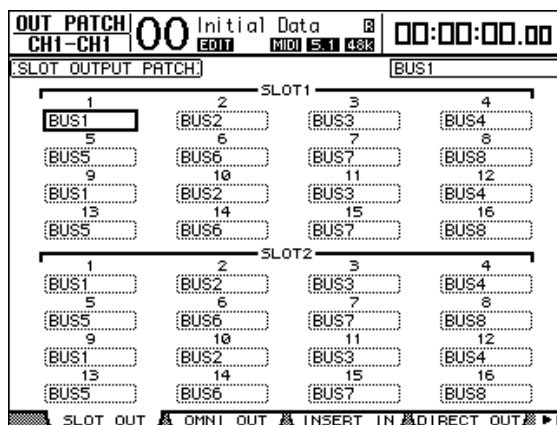 OUT PATCH 00 Initial Data R 00:00:00.00
CH1-CH1 EDIT MIDI 5.1 48k
SLOT OUTPUT PATCH BUS1
SLOT1
1 2 3 4
BUS1 BUS2 BUS3 BUS4
5 6 7 8
BUS5 BUS6 BUS7 BUS8
9 10 11 12
BUS1 BUS2 BUS3 BUS4
13 14 15 16
BUS5 BUS6 BUS7 BUS8
SLOT2
1 2 3 4
BUS1 BUS2 BUS3 BUS4
5 6 7 8
BUS5 BUS6 BUS7 BUS8
9 10 11 12
BUS1 BUS2 BUS3 BUS4
13 14 15 16
BUS5 BUS6 BUS7 BUS8
SLOT OUT OMNI OUT INSERT IN DIRECT OUT